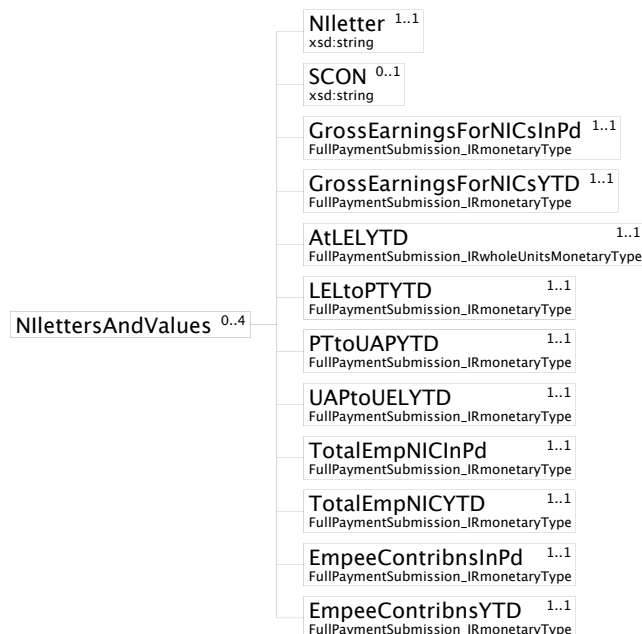 NIletter 1..1
xsd:string
SCON 0..1
xsd:string
GrossEarningsForNICsInPd 1..1
FullPaymentSubmission_IRmonetaryType
GrossEarningsForNICsYTD 1..1
FullPaymentSubmission_IRmonetaryType
AtLELYTD 1..1
FullPaymentSubmission_IRwholeUnitsMonetaryType
LELtoPTYTD 1..1
FullPaymentSubmission_IRmonetaryType
NIlettersAndValues 0..4
PTtoUAPYTD 1..1
FullPaymentSubmission_IRmonetaryType
UAPtoUELYTD 1..1
FullPaymentSubmission_IRmonetaryType
TotalEmpNICInPd 1..1
FullPaymentSubmission_IRmonetaryType
TotalEmpNICYTD 1..1
FullPaymentSubmission_IRmonetaryType
EmpeeContribnsInPd 1..1
FullPaymentSubmission_IRmonetaryType
EmpeeContribnsYTD 1..1
FullPaymentSubmission_IRmonetaryType